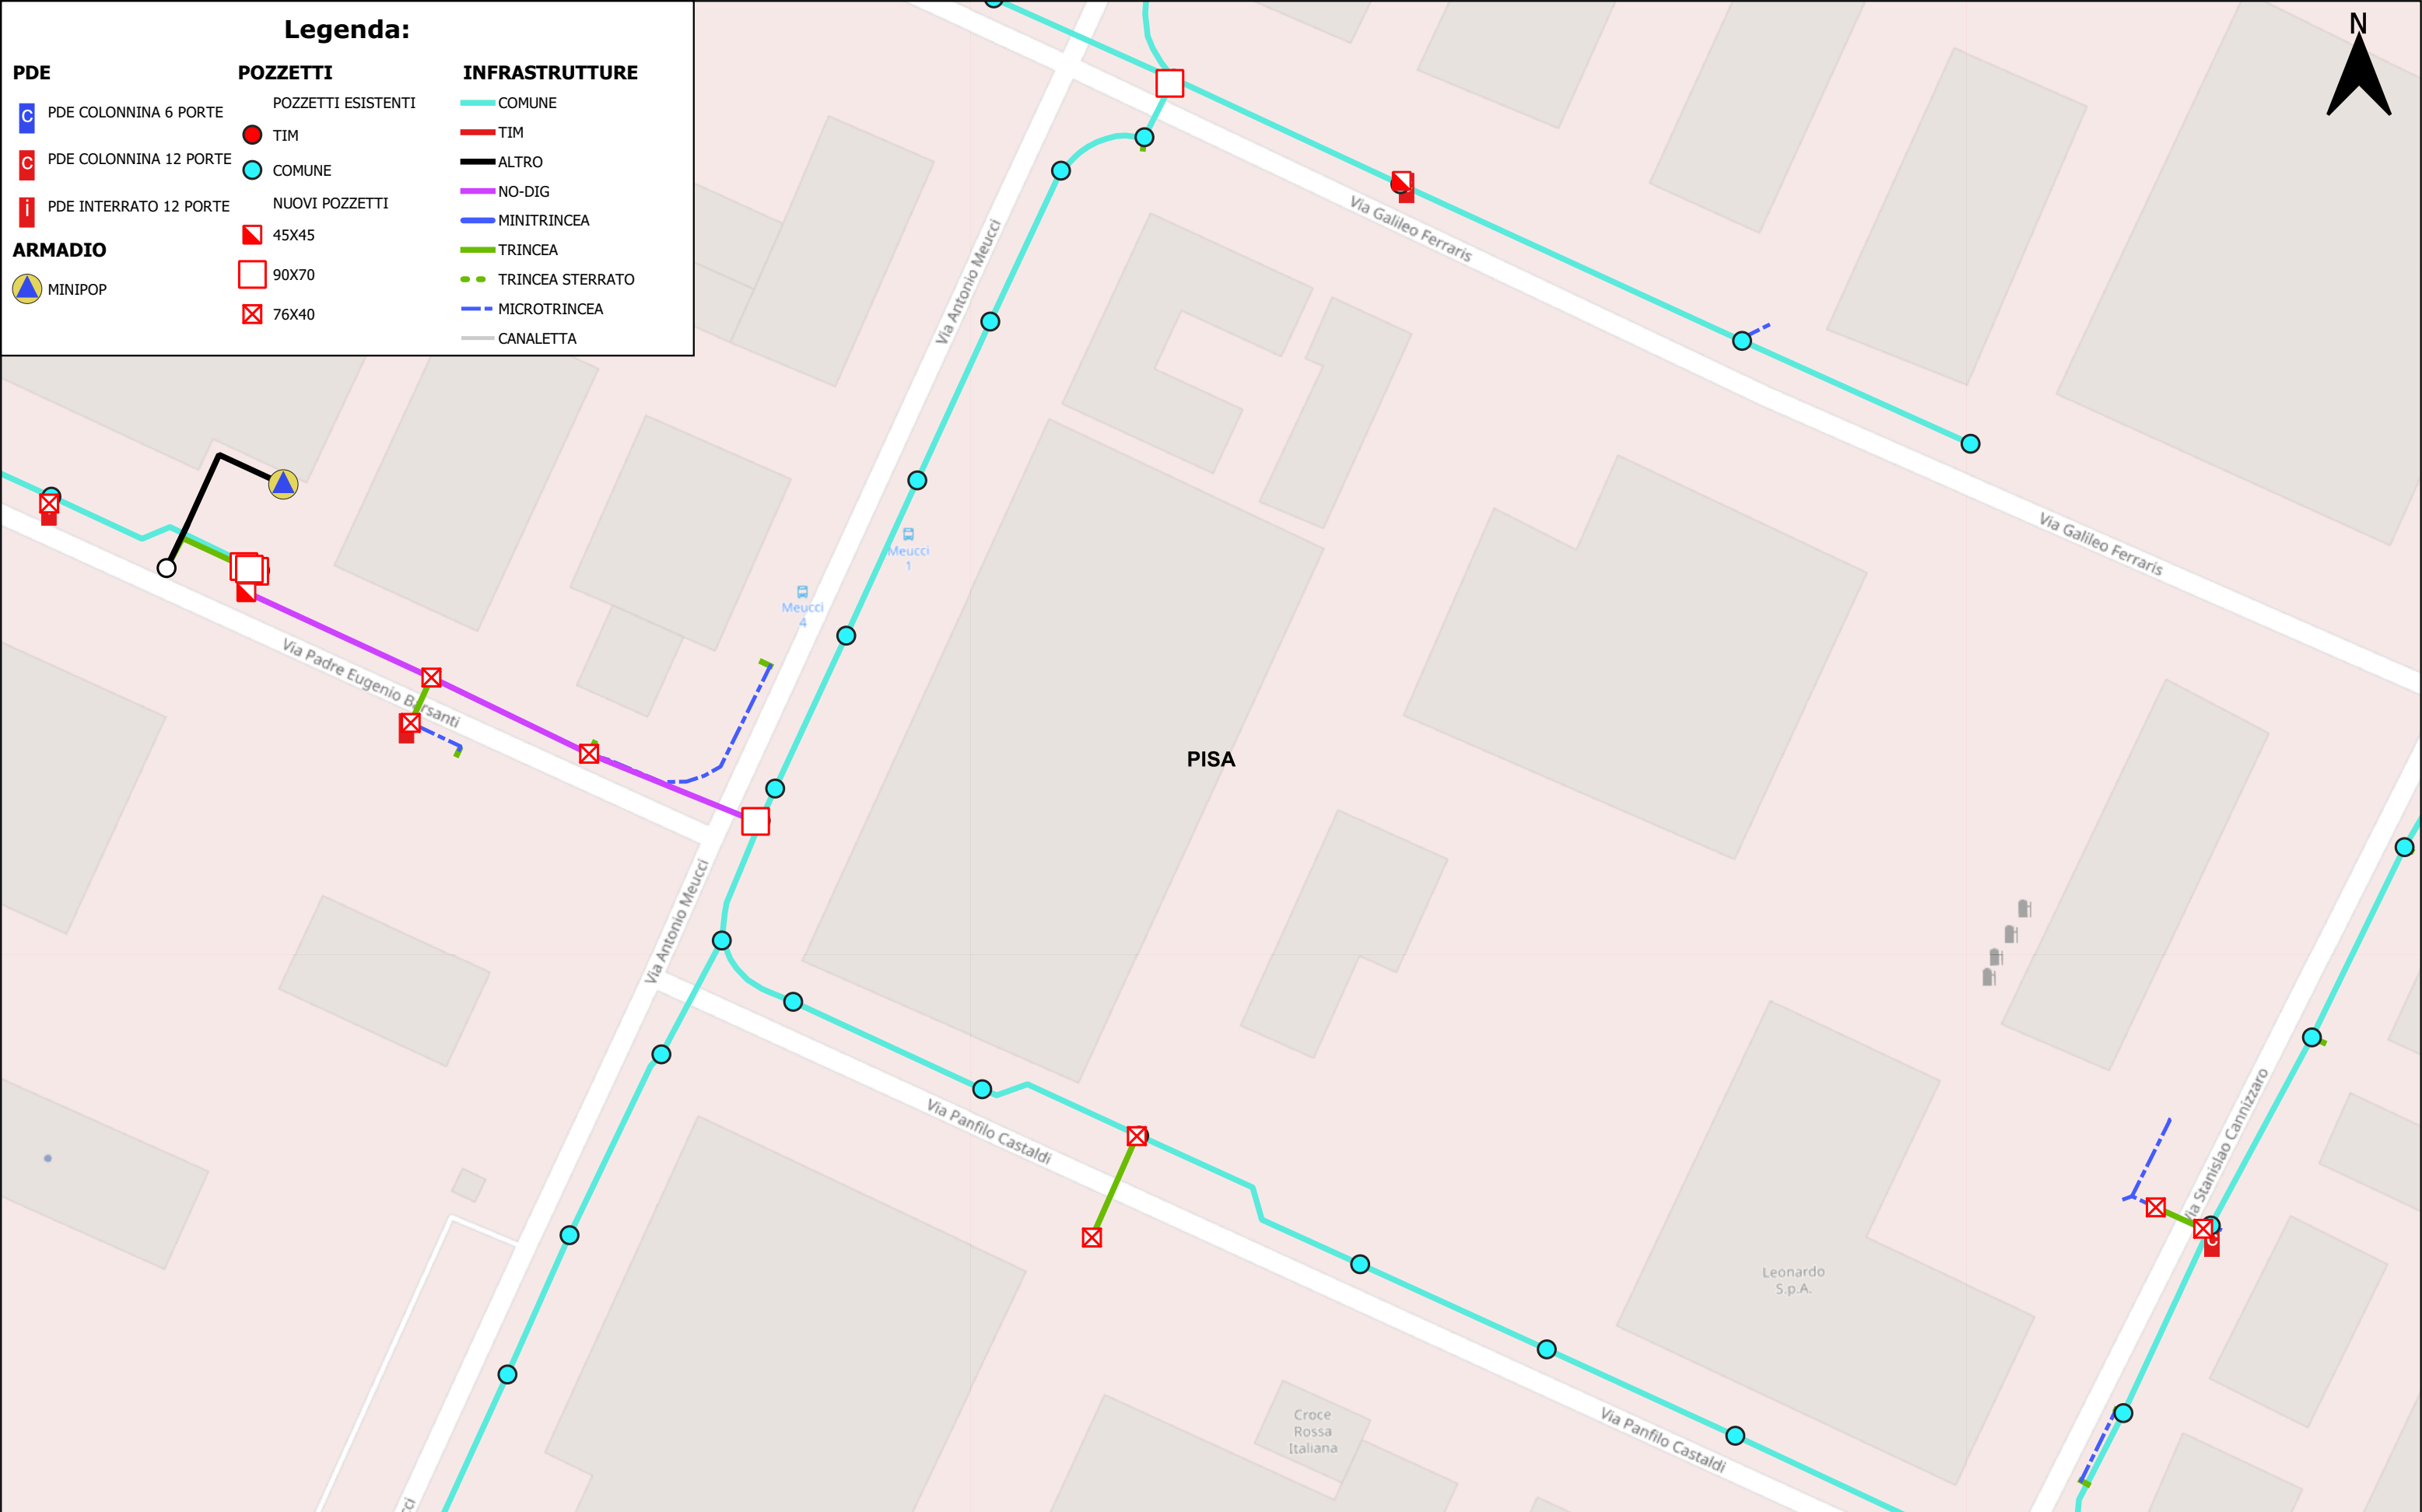 Legenda:
PDE
C PDE COLONNINA 6 PORTE
C PDE COLONNINA 12 PORTE
i PDE INTERRATO 12 PORTE
ARMADIO
MINIPOP
POZZETTI
POZZETTI ESISTENTI
TIM
COMUNE
NUOVI POZZETTI
45X45
90X70
76X40
INFRASTRUTTURE
COMUNE
TIM
ALTRO
NO-DIG
MINITRINCEA
TRINCEA
TRINCEA STERRATO
MICROTRINCEA
CANALETTA
N
Via Galileo Ferraris
Via Antonio Meucci
Via Galileo Ferraris
Meucci
1
Meucci
4
Via Padre Eugenio Barsanti
PISA
Via Antonio Meucci
Via Panfilo Castaldi
Via Stanislao Cannizzaro
C
Leonardo
S.p.A.
Croce
Rossa
Italiana
Via Panfilo Castaldi